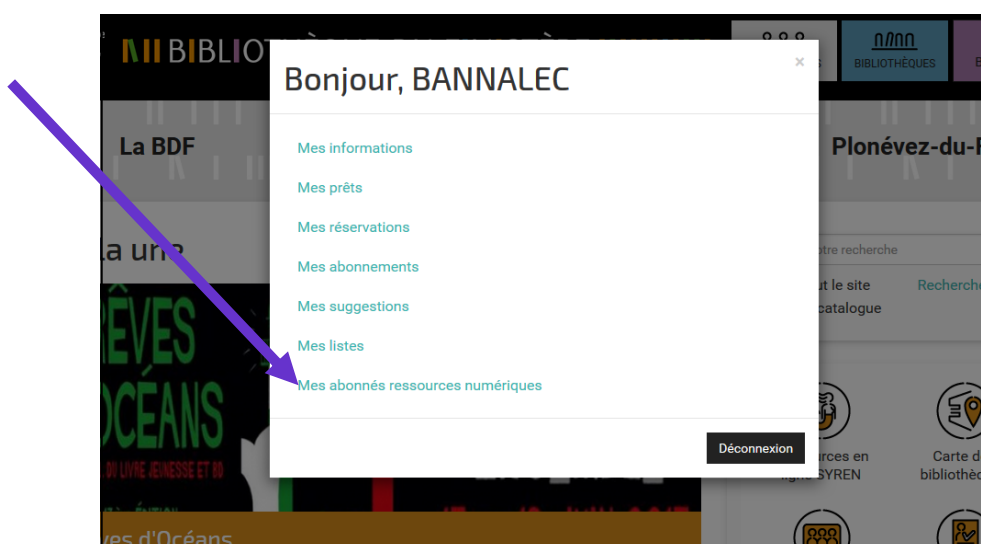 BIBLIO
BIBLIOTHÈQUES
Bonjour, BANNALEC
×
La BDF
Plonévez-du-F
Mes informations
Mes prêts
Mes réservations
Mes abonnements
Mes suggestions
Mes listes
Mes abonnés ressources numériques
Déconnexion
la une
otre recherche
ut le site
Recherche
catalogue
RÊVES
OCÉANS
DU LIVRE JEUNESSE ET BD
ves d'Océans
urces en
ligne SYREN
Carte d
bibliothèq